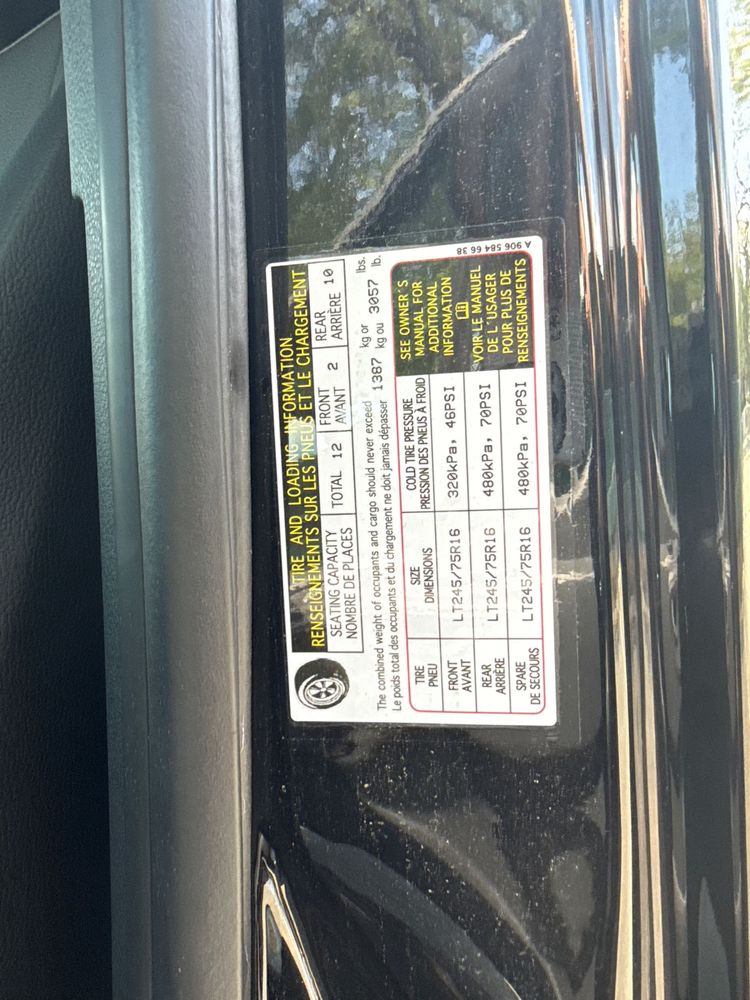 TIRE AND LOADING INFORMATION
RENSEIGNEMENTS SUR LES PNEUS ET LE CHARGEMENT
SEATING CAPACITY
NOMBRE DE PLACES
TOTAL 12
FRONT
AVANT 2
REAR
ARRIÈRE 10
The combined weight of occupants and cargo should never exceed 1387 kg or 3057 lbs.
Le poids total des occupants et du chargement ne doit jamais dépasser kg ou lb.
TIRE
PNEU
SIZE
DIMENSIONS
COLD TIRE PRESSURE
PRESSION DES PNEUS À FROID
FRONT
AVANT
LT245/75R16
320kPa, 46PSI
REAR
ARRIÈRE
LT245/75R16
480kPa, 70PSI
SPARE
DE SECOURS
LT245/75R16
480kPa, 70PSI
SEE OWNER'S
MANUAL FOR
ADDITIONAL
INFORMATION
VOIR LE MANUEL
DE L'USAGER
POUR PLUS DE
RENSEIGNEMENTS
A 906 584 66 38